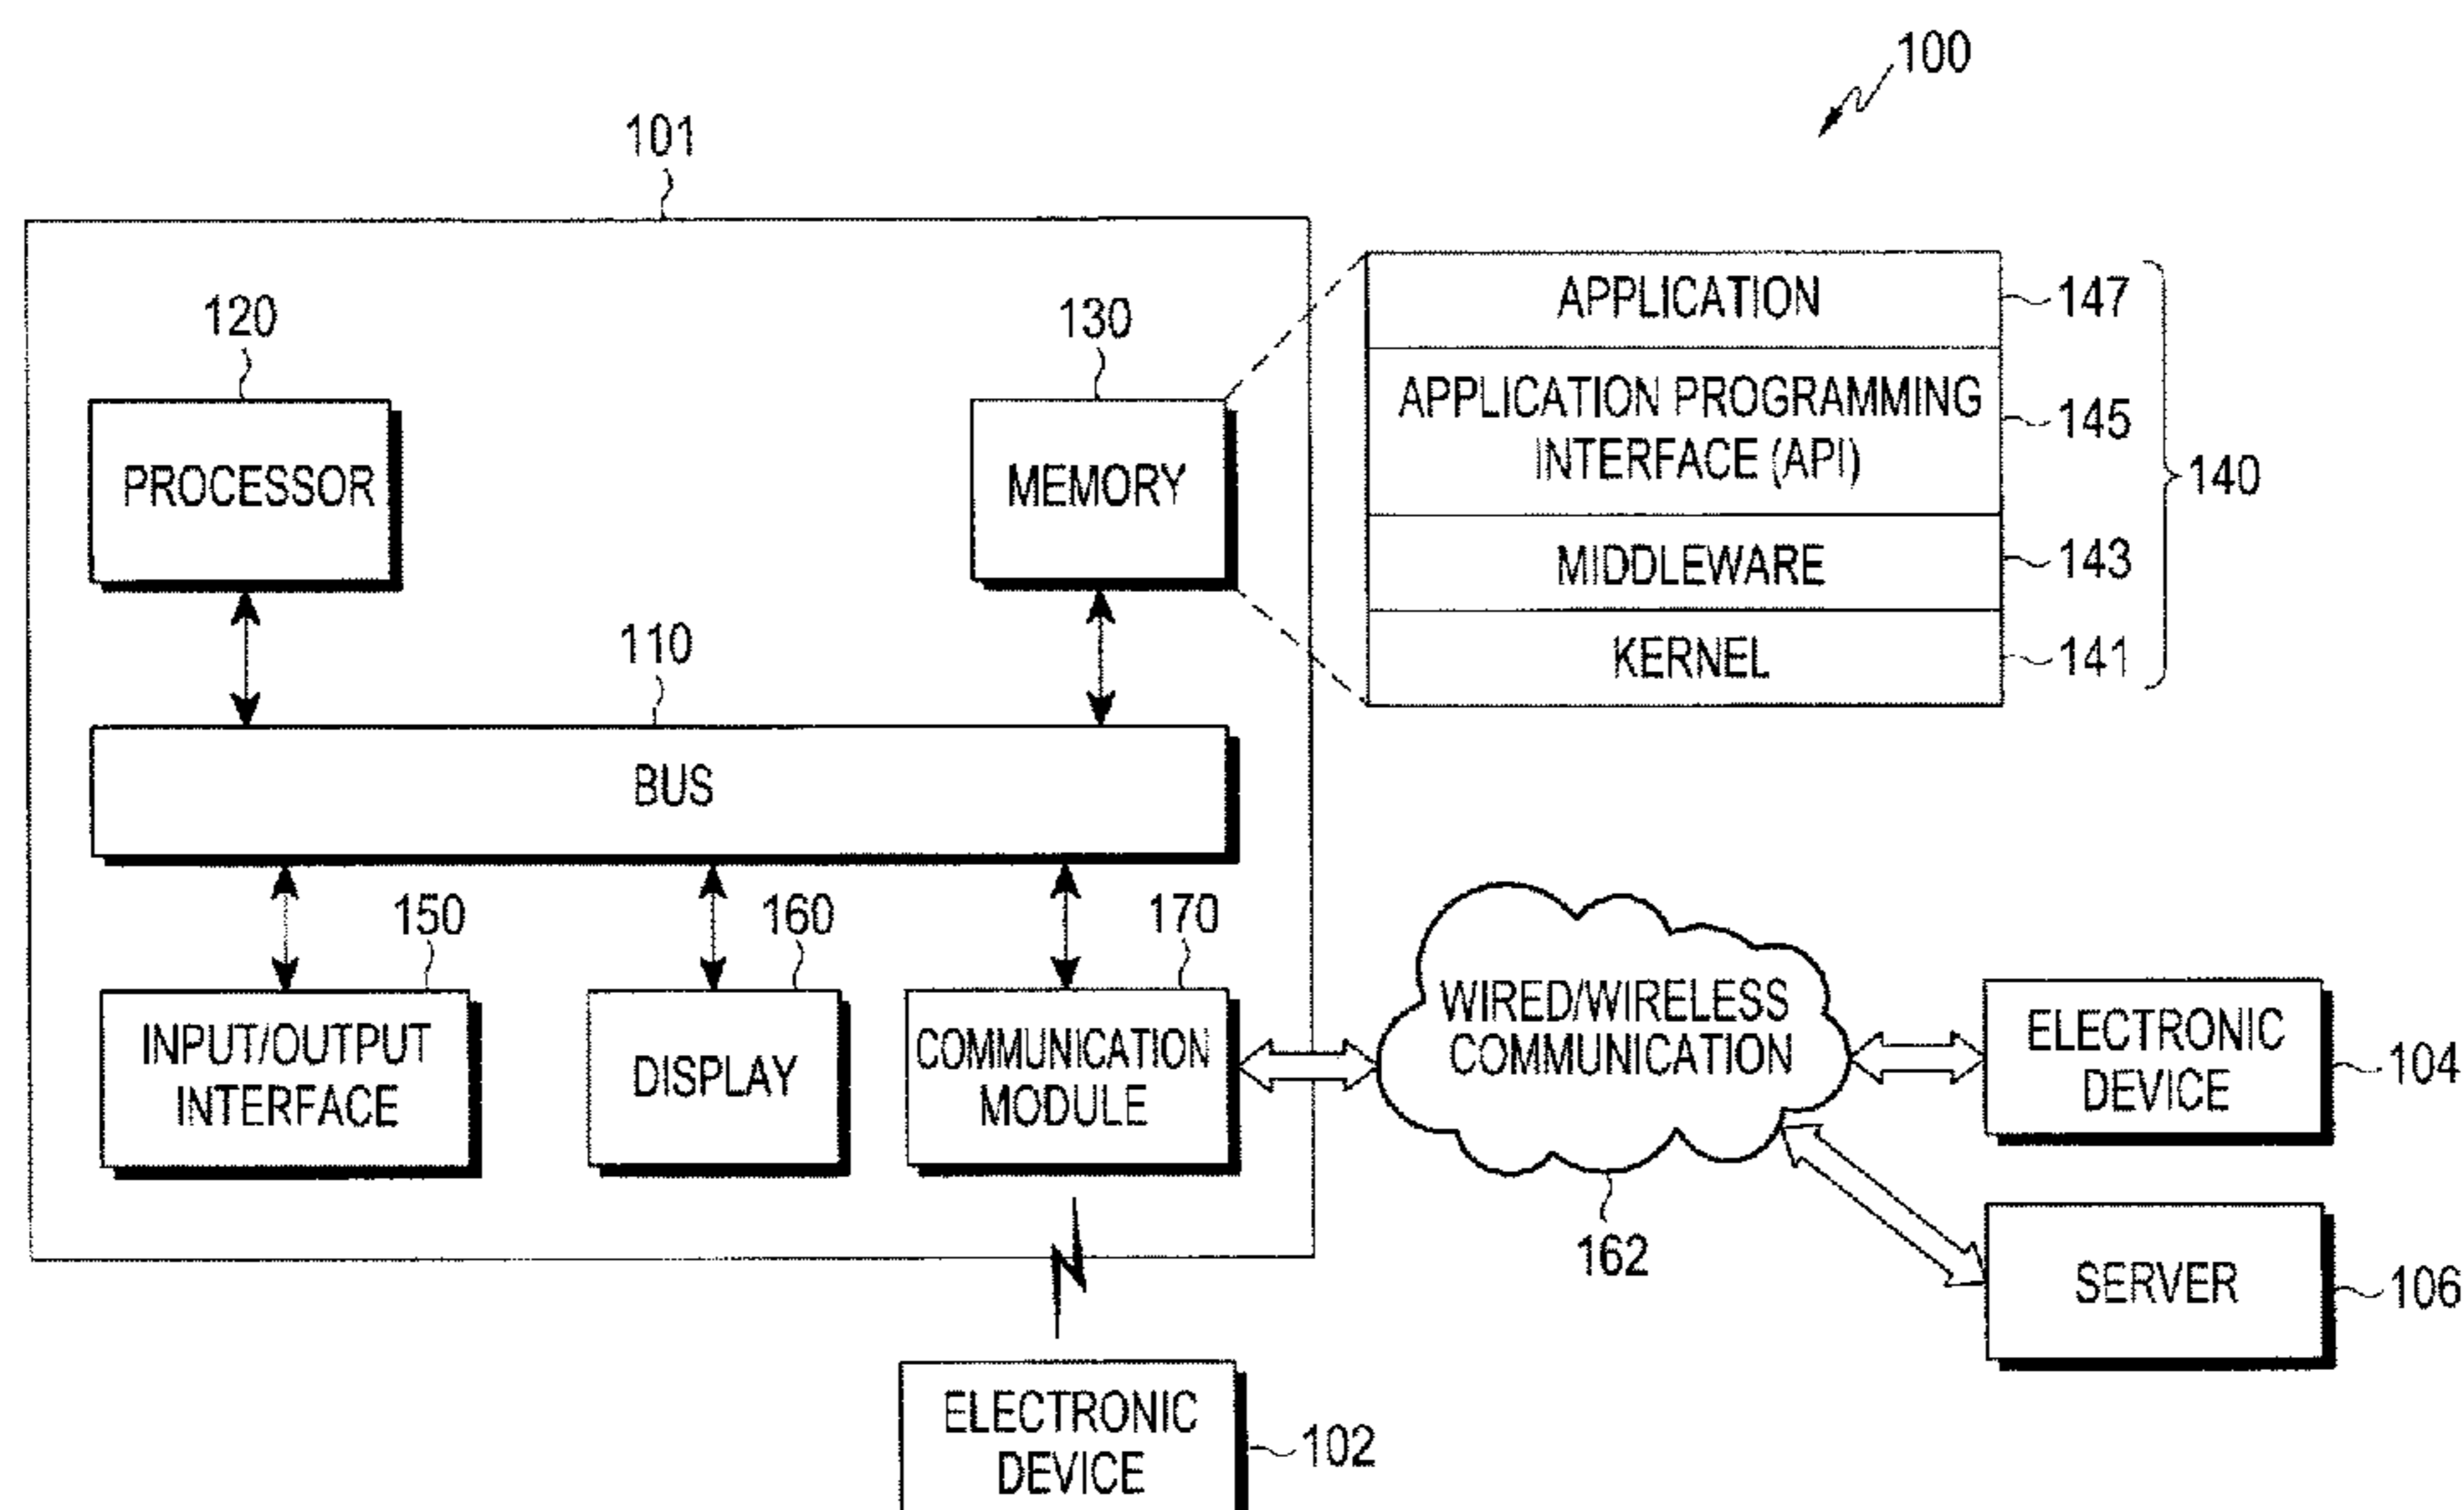 100
101
120
130
APPLICATION
147
PROCESSOR
MEMORY
APPLICATION PROGRAMMING
INTERFACE (API)
145
140
MIDDLEWARE
143
KERNEL
141
110
BUS
150
160
170
INPUT/OUTPUT
INTERFACE
DISPLAY
COMMUNICATION
MODULE
WIRED/WIRELESS
COMMUNICATION
162
ELECTRONIC
DEVICE
104
SERVER
106
ELECTRONIC
DEVICE
102